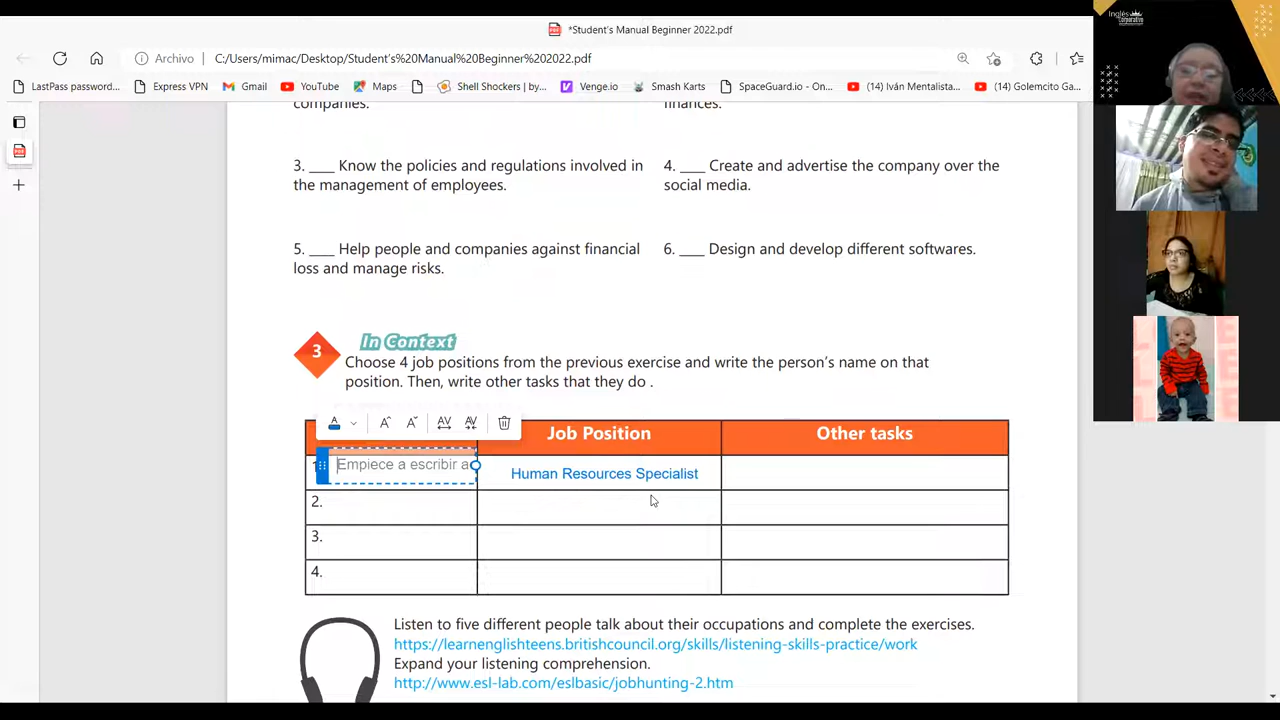 *Student's Manual Beginner 2022.pdf
Archivo
C:/Users/mimac/Desktop/Student's%20Manual%20Beginner%202022.pdf
LastPass password...
Express VPN
Gmail
YouTube
Maps
Shell Shockers | by...
Venge.io
Smash Karts
SpaceGuard.io - On...
(14) Iván Mentalista...
(14) Golemcito Ga...
Inglés
Corporativo
companies.
finances.
3. ___ Know the policies and regulations involved in
the management of employees.
4. ___ Create and advertise the company over the
social media.
5. ___ Help people and companies against financial
loss and manage risks.
6. ___ Design and develop different softwares.
3
In Context
Choose 4 job positions from the previous exercise and write the person's name on that
position. Then, write other tasks that they do .
Job Position
Other tasks
Empiece a escribir a
Human Resources Specialist
2.
3.
4.
Listen to five different people talk about their occupations and complete the exercises.
https://learnenglishteens.britishcouncil.org/skills/listening-skills-practice/work
Expand your listening comprehension.
http://www.esl-lab.com/eslbasic/jobhunting-2.htm